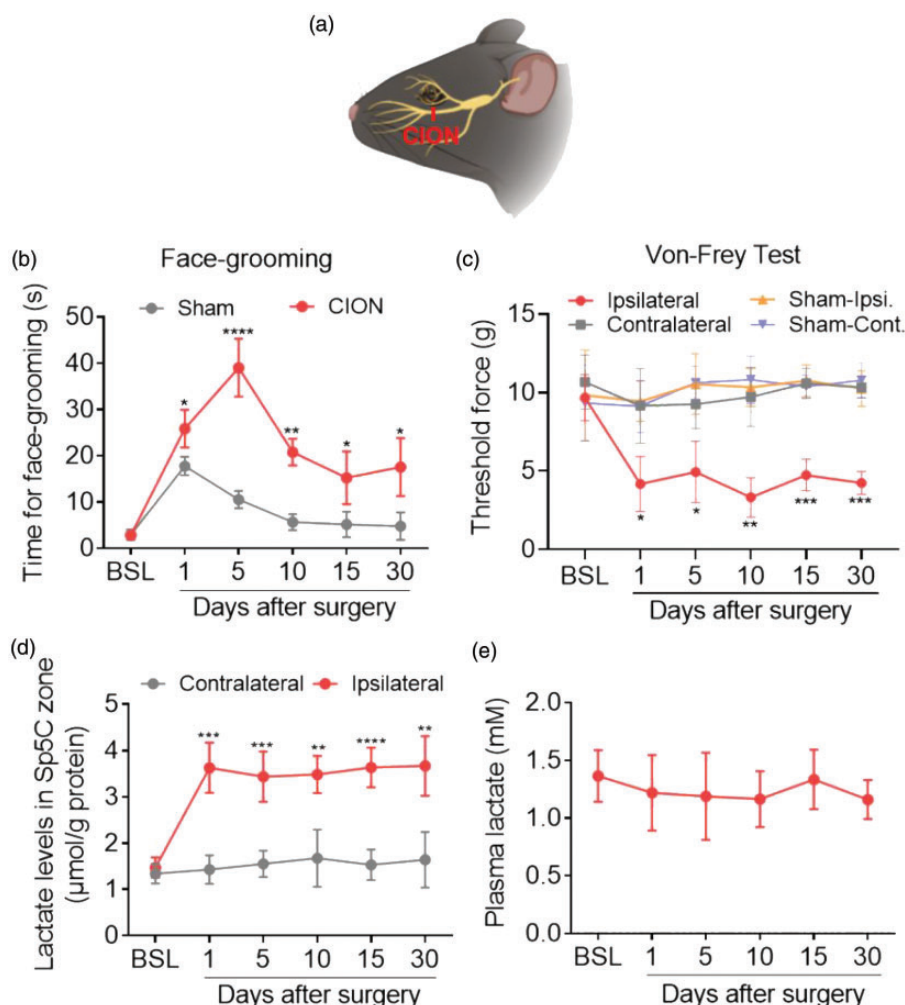 (a)
CION
(b)
Face-grooming
Sham
CION
Time for face-grooming (s)
50
40
30
20
10
0
*
****
**
*
*
BSL 1 5 10 15 30
Days after surgery
(c)
Von-Frey Test
Ipsilateral
Sham-Ipsi.
Contralateral
Sham-Cont.
Threshold force (g)
15
10
5
0
*
*
**
***
***
BSL 1 5 10 15 30
Days after surgery
(d)
Contralateral
Ipsilateral
Lactate levels in Sp5C zone
(μmol/g protein)
5
4
3
2
1
0
***
***
**
****
**
BSL 1 5 10 15 30
Days after surgery
(e)
Plasma lactate (mM)
2.0
1.5
1.0
0.5
0.0
BSL 1 5 10 15 30
Days after surgery